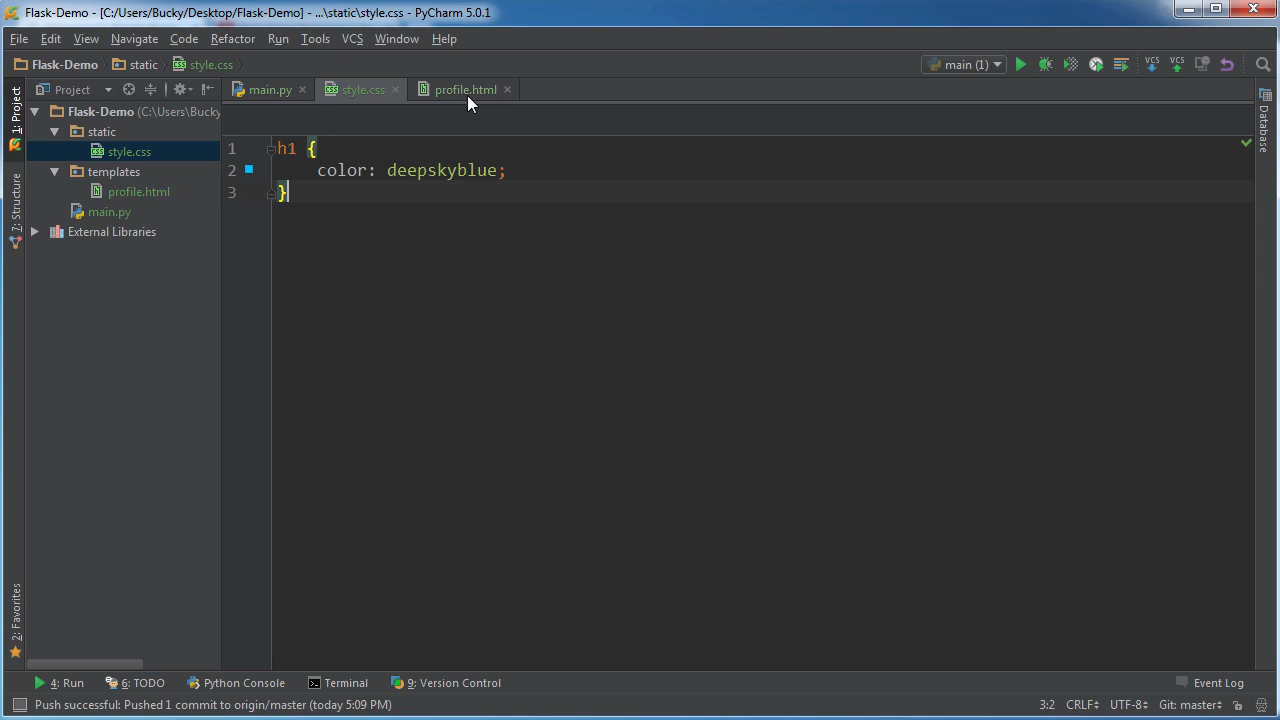 Flask-Demo - [C:/Users/Bucky/Desktop/Flask-Demo] - ...\static\style.css - PyCharm 5.0.1
File Edit View Navigate Code Refactor Run Tools VCS Window Help
Flask-Demo static style.css main (1) VCS VCS
1: Project
7: Structure
2: Favorites
Project
Flask-Demo (C:\Users\Bucky
static
style.css
templates
profile.html
main.py
External Libraries
main.py style.css profile.html
1 h1 {
2 color: deepskyblue;
3 }
Database
4: Run 6: TODO Python Console Terminal 9: Version Control Event Log
Push successful: Pushed 1 commit to origin/master (today 5:09 PM) 3:2 CRLF UTF-8 Git: master